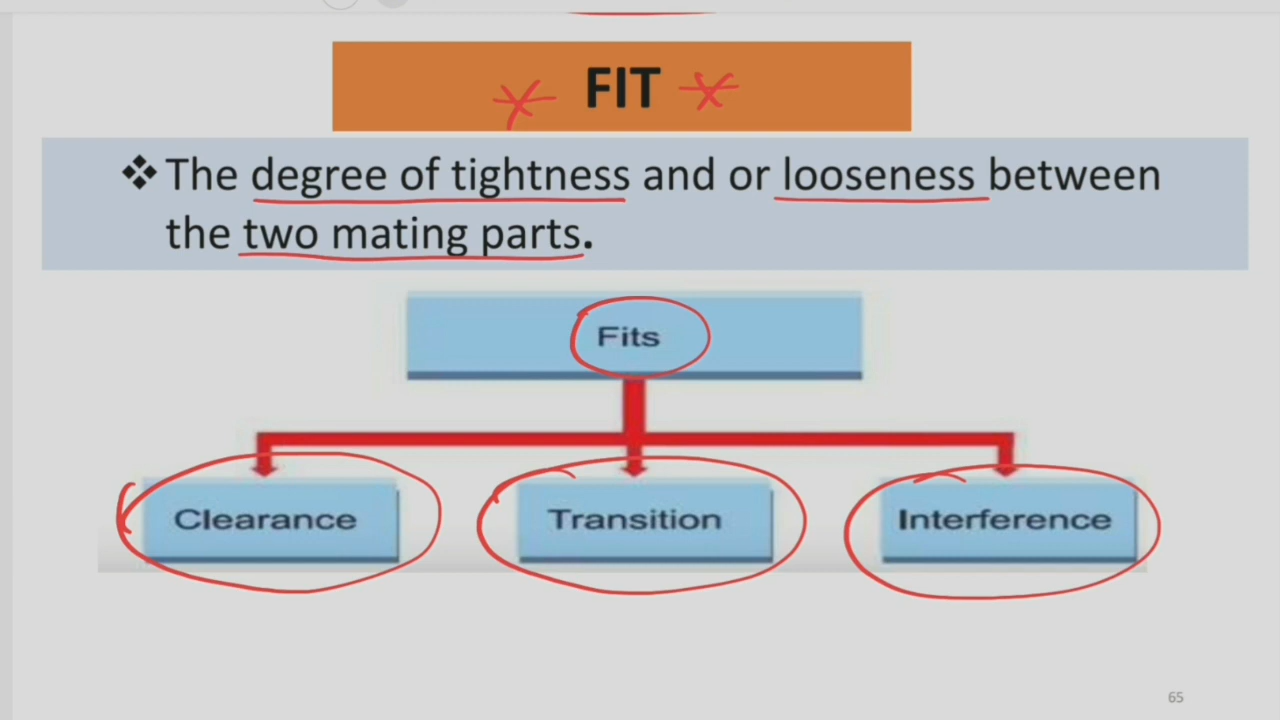 FIT
❖ The degree of tightness and or looseness between
the two mating parts.
Fits
Clearance
Transition
Interference
65